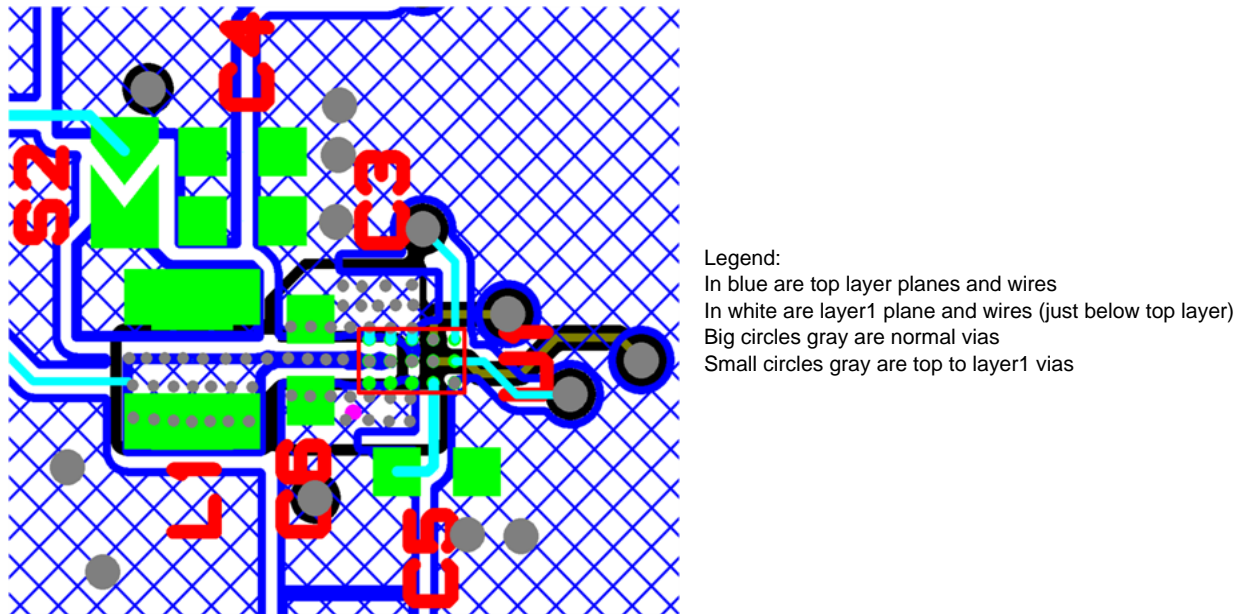 C4
S2
C3
L1
C6
C5
Legend:
In blue are top layer planes and wires
In white are layer1 plane and wires (just below top layer)
Big circles gray are normal vias
Small circles gray are top to layer1 vias